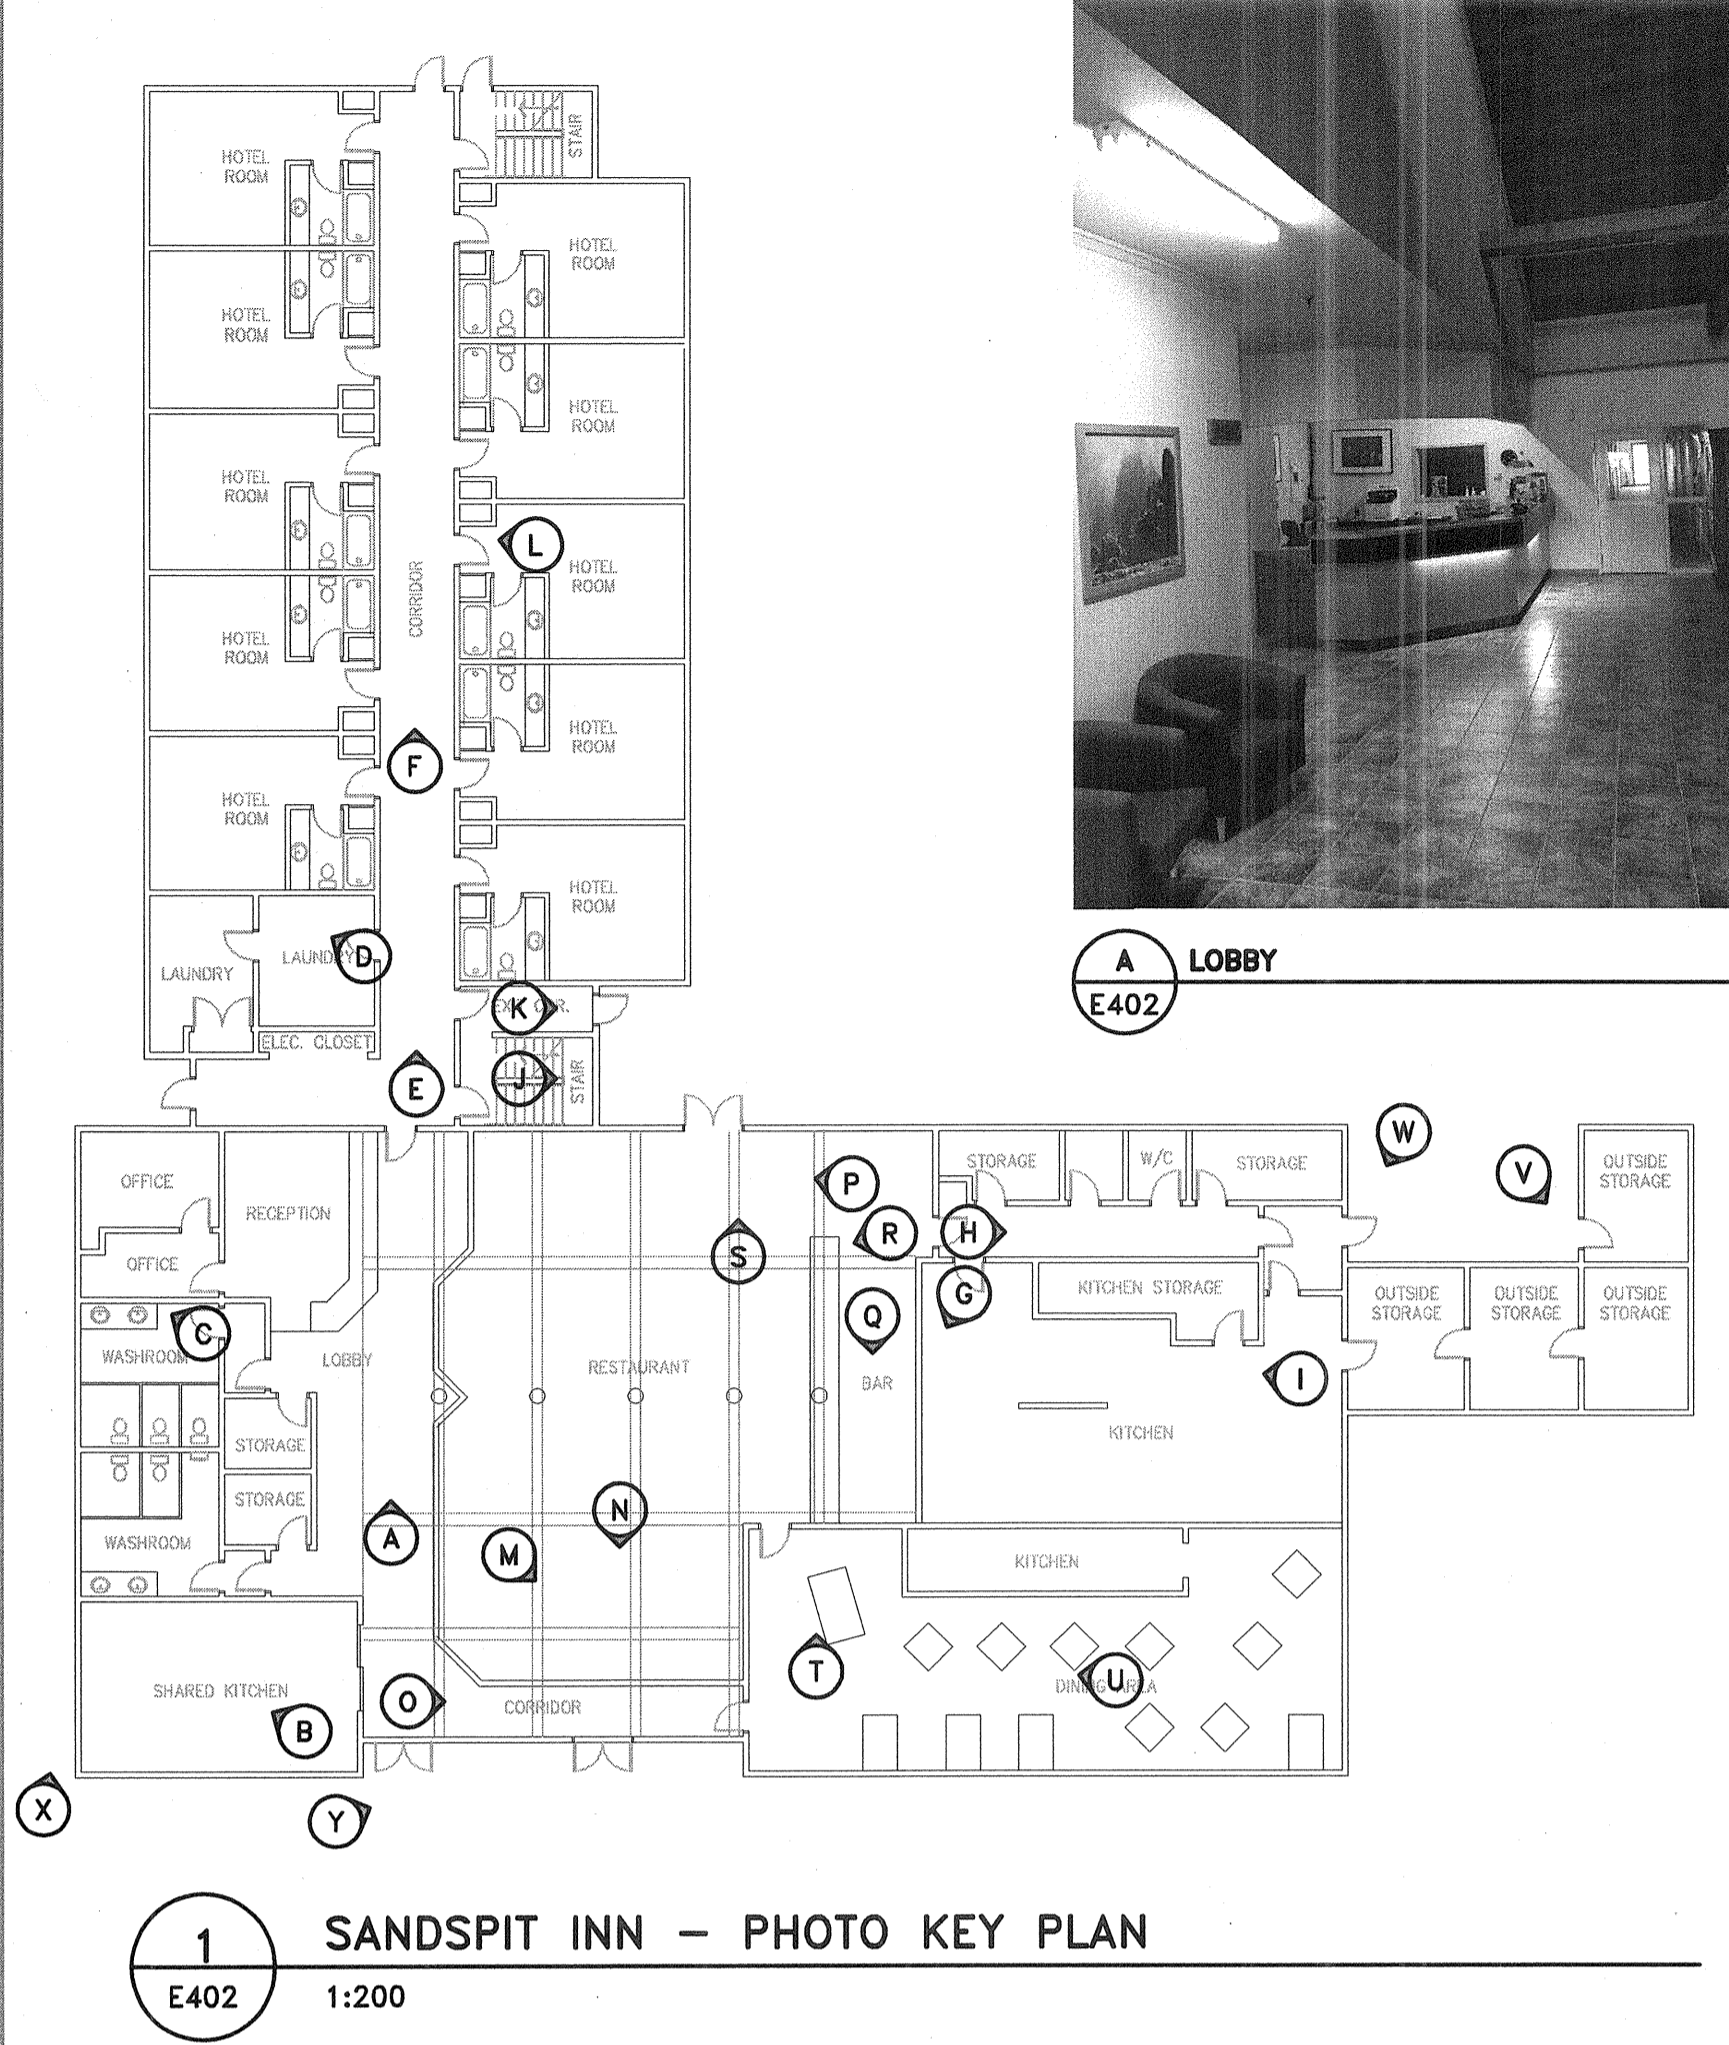 STAIR
HOTEL
ROOM
HOTEL
ROOM
HOTEL
ROOM
HOTEL
ROOM
HOTEL
ROOM
HOTEL
ROOM
L
HOTEL
ROOM
CORRIDOR
HOTEL
ROOM
HOTEL
ROOM
F
HOTEL
ROOM
HOTEL
ROOM
LAUNDRY
D
LAUNDRY
A
LOBBY
E402
K
ELEC. CLOSET
E
J
STAIR
W
OFFICE
P
STORAGE
W/C
STORAGE
V
OUTSIDE
STORAGE
RECEPTION
R
H
S
OFFICE
G
KITCHEN STORAGE
OUTSIDE
STORAGE
OUTSIDE
STORAGE
OUTSIDE
STORAGE
C
Q
WASHROOM
LOBBY
RESTAURANT
BAR
I
KITCHEN
STORAGE
STORAGE
N
A
WASHROOM
M
KITCHEN
T
U
DINING AREA
SHARED KITCHEN
O
CORRIDOR
B
X
Y
1
E402
SANDSPIT INN – PHOTO KEY PLAN
1:200